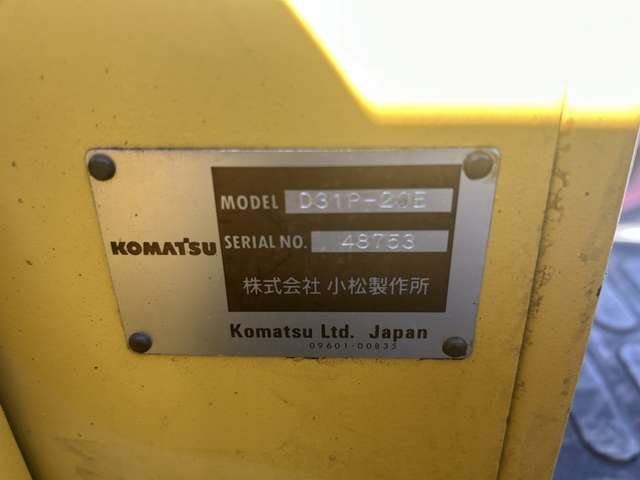 MODEL D31P-20E
KOMATSU
SERIAL NO. 48753
株式会社 小松製作所
Komatsu Ltd. Japan
09601-00835